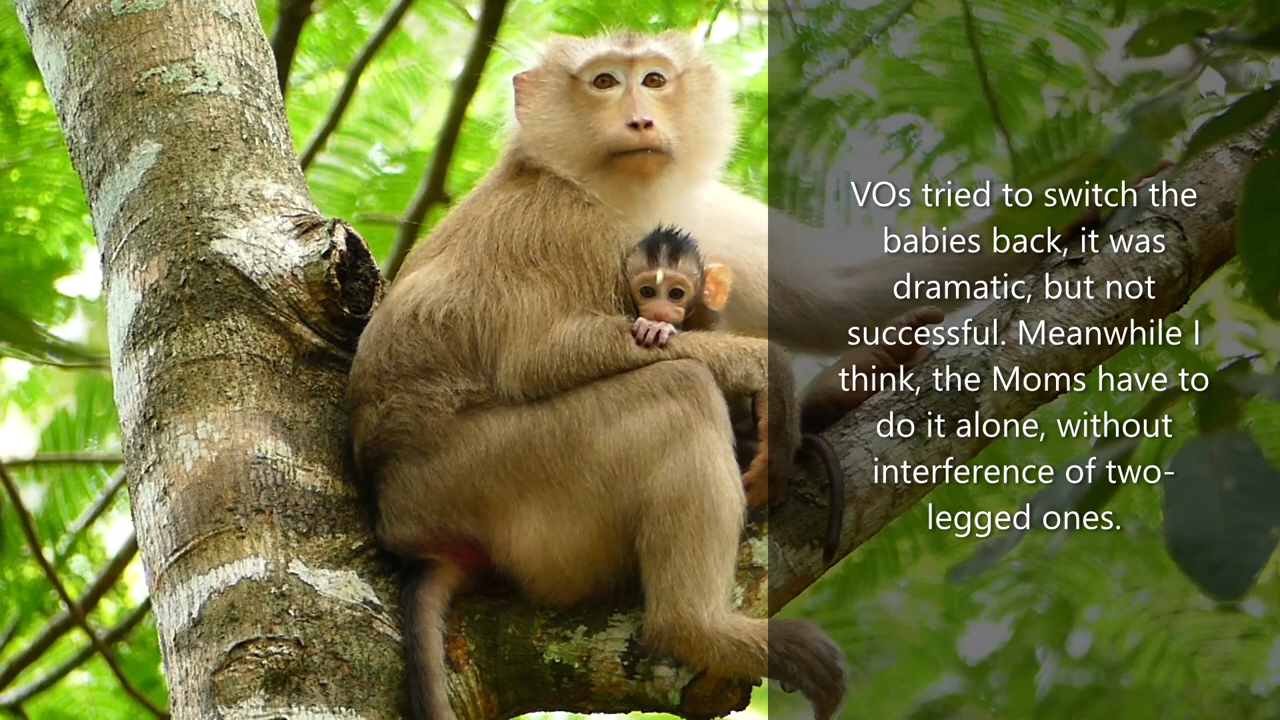 VOs tried to switch the
babies back, it was
dramatic, but not
successful. Meanwhile I
think, the Moms have to
do it alone, without
interference of two-
legged ones.